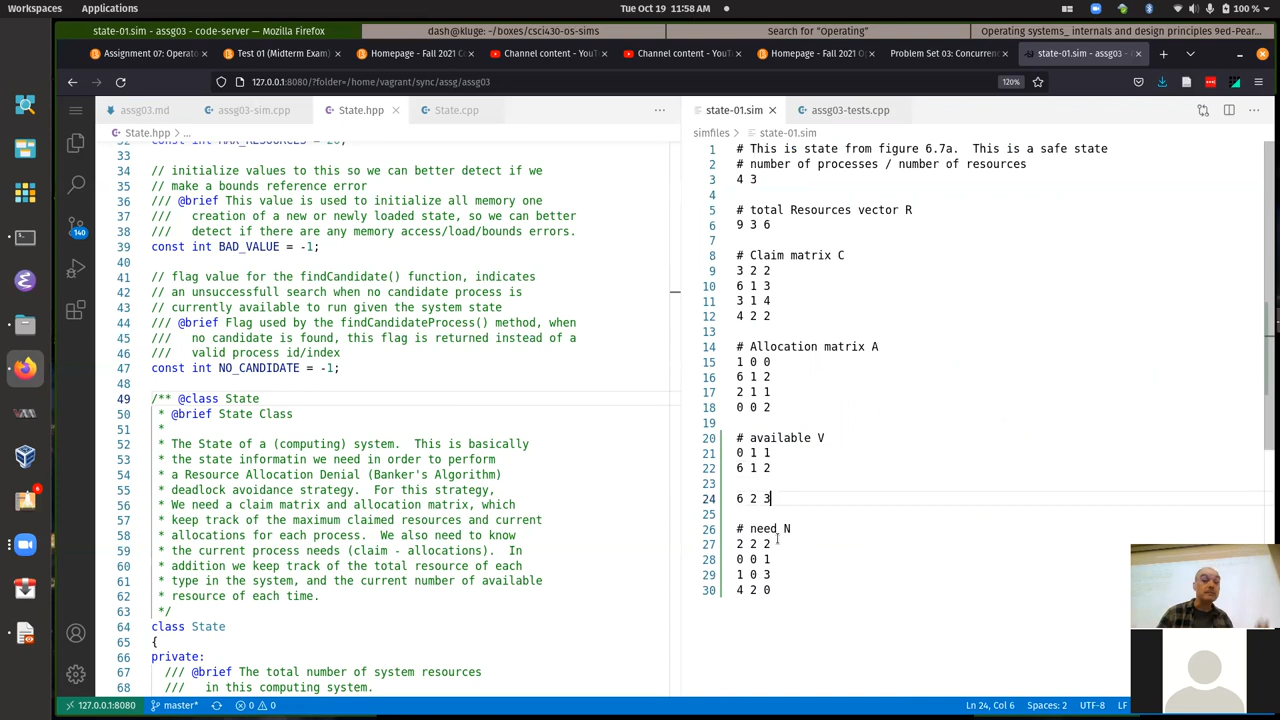 Workspaces Applications Tue Oct 19 11:58 AM 100 %
state-01.sim - assg03 - code-server — Mozilla Firefox
dash@kluge: ~/boxes/csci430-os-sims
Search for "Operating"
Operating systems_ internals and design principles 9ed-Pear
Assignment 07: Operat
Test 01 (Midterm Exam)
Homepage - Fall 2021 C
Channel content - YouT
Channel content - YouT
Homepage - Fall 2021 O
Problem Set 03: Concurren
state-01.sim - assg03 - c
127.0.0.1:8080/?folder=/home/vagrant/sync/assg/assg03
120%
assg03.md
assg03-sim.cpp
State.hpp
State.cpp
State.hpp > ...
32 const int MAX_RESOURCES = 20;
33
34 // initialize values to this so we can better detect if we
35 // make a bounds reference error
36 /// @brief This value is used to initialize all memory one
37 /// creation of a new or newly loaded state, so we can better
38 /// detect if there are any memory access/load/bounds errors.
39 const int BAD_VALUE = -1;
40
41 // flag value for the findCandidate() function, indicates
42 // an unsuccessfull search when no candidate process is
43 // currently available to run given the system state
44 /// @brief Flag used by the findCandidateProcess() method, when
45 /// no candidate is found, this flag is returned instead of a
46 /// valid process id/index
47 const int NO_CANDIDATE = -1;
48
49 /** @class State
50 * @brief State Class
51 *
52 * The State of a (computing) system. This is basically
53 * the state informatin we need in order to perform
54 * a Resource Allocation Denial (Banker's Algorithm)
55 * deadlock avoidance strategy. For this strategy,
56 * We need a claim matrix and allocation matrix, which
57 * keep track of the maximum claimed resources and current
58 * allocations for each process. We also need to know
59 * the current process needs (claim - allocations). In
60 * addition we keep track of the total resource of each
61 * type in the system, and the current number of available
62 * resource of each time.
63 */
64 class State
65 {
66 private:
67 /// @brief The total number of system resources
68 /// in this computing system.
state-01.sim
assg03-tests.cpp
simfiles > state-01.sim
1 # This is state from figure 6.7a. This is a safe state
2 # number of processes / number of resources
3 4 3
4
5 # total Resources vector R
6 9 3 6
7
8 # Claim matrix C
9 3 2 2
10 6 1 3
11 3 1 4
12 4 2 2
13
14 # Allocation matrix A
15 1 0 0
16 6 1 2
17 2 1 1
18 0 0 2
19
20 # available V
21 0 1 1
22 6 1 2
23
24 6 2 3
25
26 # need N
27 2 2 2
28 0 0 1
29 1 0 3
30 4 2 0
140
6
127.0.0.1:8080 master* 0 0 Ln 24, Col 6 Spaces: 2 UTF-8 LF